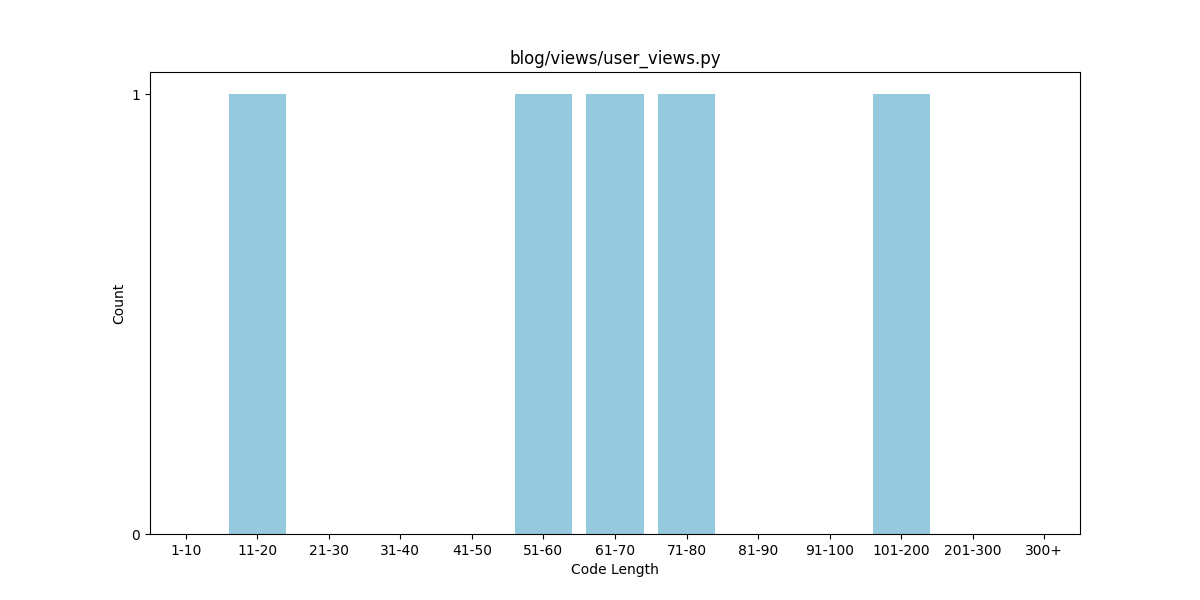 blog/views/user_views.py
1
0
Count
1-10 11-20 21-30 31-40 41-50 51-60 61-70 71-80 81-90 91-100 101-200 201-300 300+
Code Length